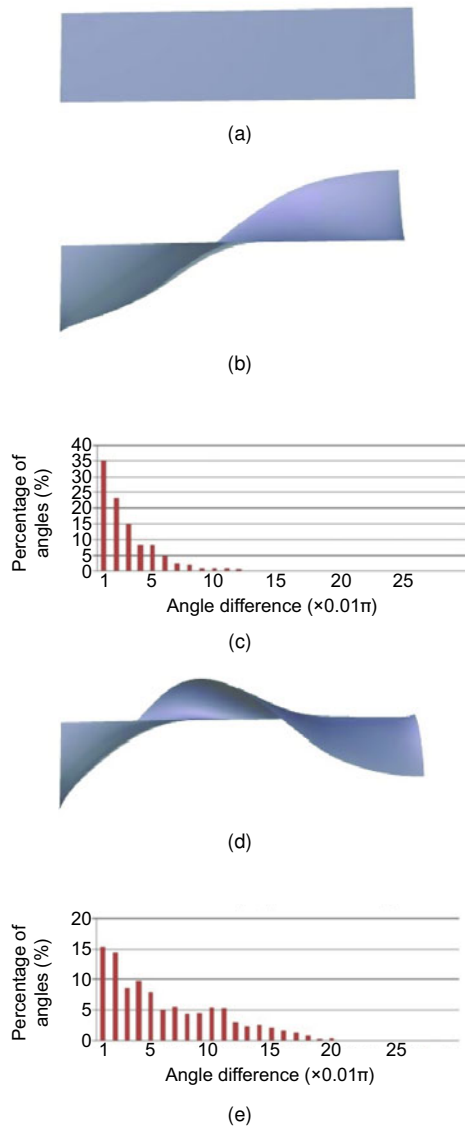 (a)
(b)
Percentage of
angles (%)
40
35
30
25
20
15
10
5
0
1 5 10 15 20 25
Angle difference (×0.01π)
(c)
(d)
Percentage of
angles (%)
20
15
10
5
0
1 5 10 15 20 25
Angle difference (×0.01π)
(e)